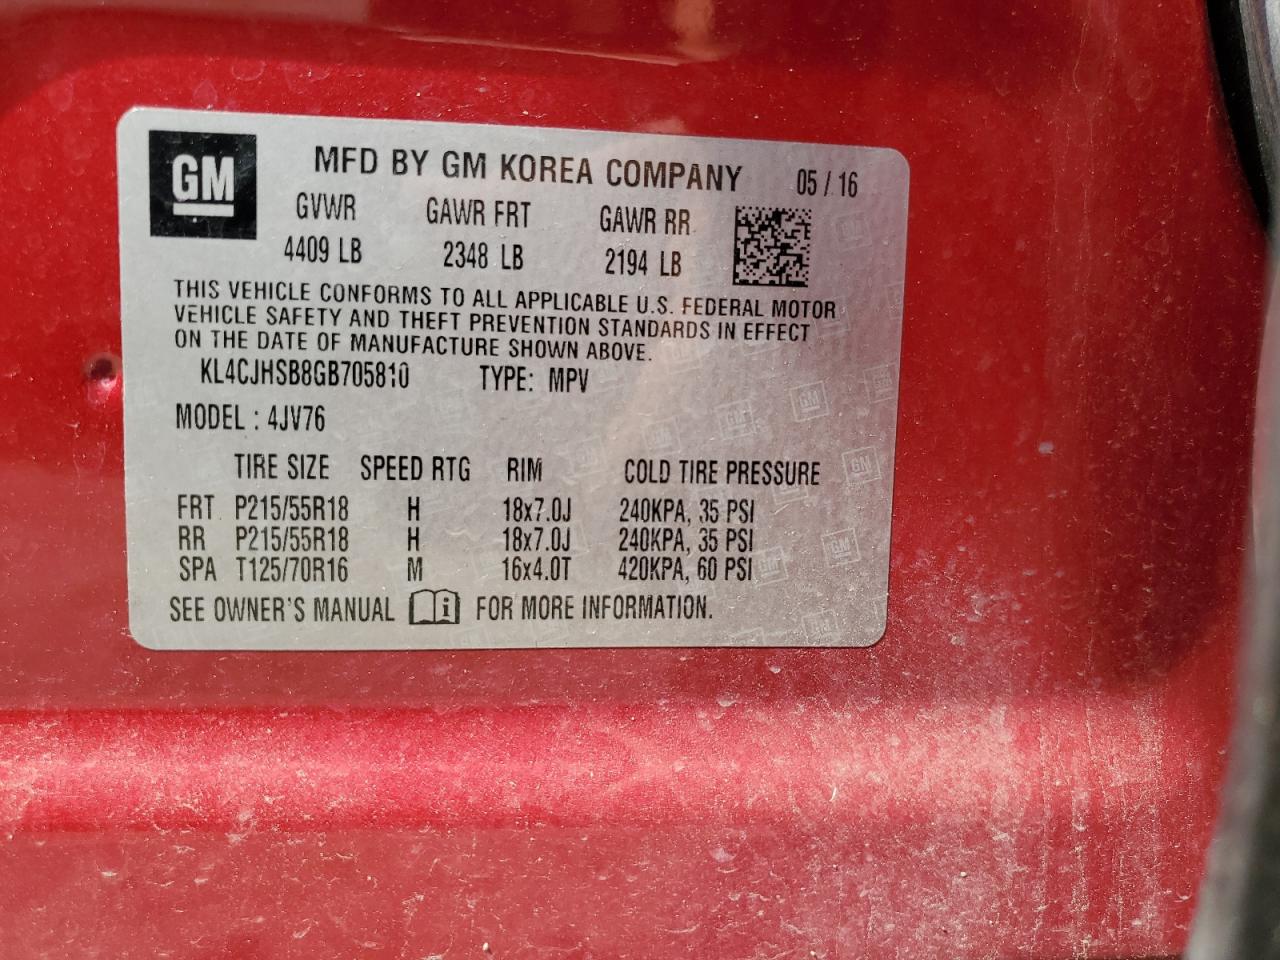 GM
MFD BY GM KOREA COMPANY 05 / 16
GVWR GAWR FRT GAWR RR
4409 LB 2348 LB 2194 LB
THIS VEHICLE CONFORMS TO ALL APPLICABLE U.S. FEDERAL MOTOR
VEHICLE SAFETY AND THEFT PREVENTION STANDARDS IN EFFECT
ON THE DATE OF MANUFACTURE SHOWN ABOVE.
KL4CJHSB8GB705810 TYPE: MPV
MODEL : 4JV76
TIRE SIZE SPEED RTG RIM COLD TIRE PRESSURE
FRT P215/55R18 H 18x7.0J 240KPA, 35 PSI
RR P215/55R18 H 18x7.0J 240KPA, 35 PSI
SPA T125/70R16 M 16x4.0T 420KPA, 60 PSI
SEE OWNER'S MANUAL i FOR MORE INFORMATION.